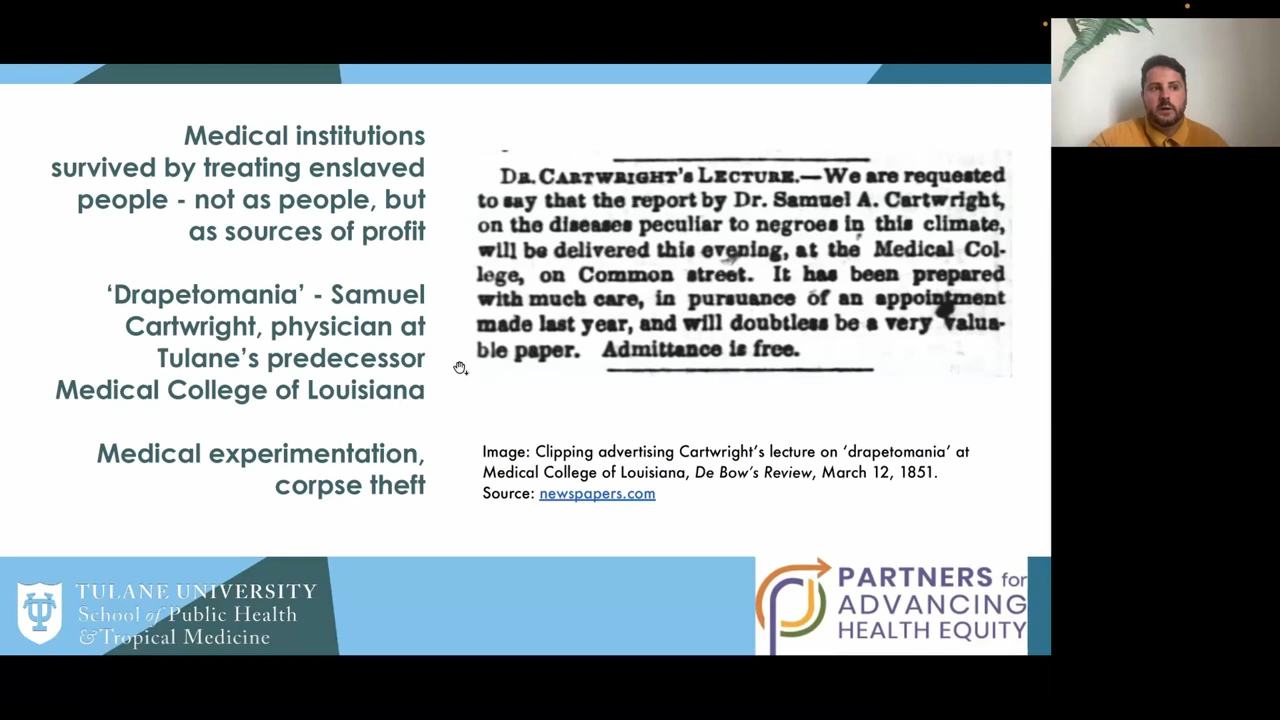 Medical institutions
survived by treating enslaved
people - not as people, but
as sources of profit
‘Drapetomania’ - Samuel
Cartwright, physician at
Tulane’s predecessor
Medical College of Louisiana
Medical experimentation,
corpse theft
Dr. Cartwright's Lecture.—We are requested
to say that the report by Dr. Samuel A. Cartwright,
on the diseases peculiar to negroes in this climate,
will be delivered this evening, at the Medical Col-
lege, on Common street. It has been prepared
with much care, in pursuance of an appointment
made last year, and will doubtless be a very valua-
ble paper. Admittance is free.
Image: Clipping advertising Cartwright’s lecture on ‘drapetomania’ at
Medical College of Louisiana, De Bow’s Review, March 12, 1851.
Source: newspapers.com
TULANE UNIVERSITY
School of Public Health
& Tropical Medicine
PARTNERS for
ADVANCING
HEALTH EQUITY